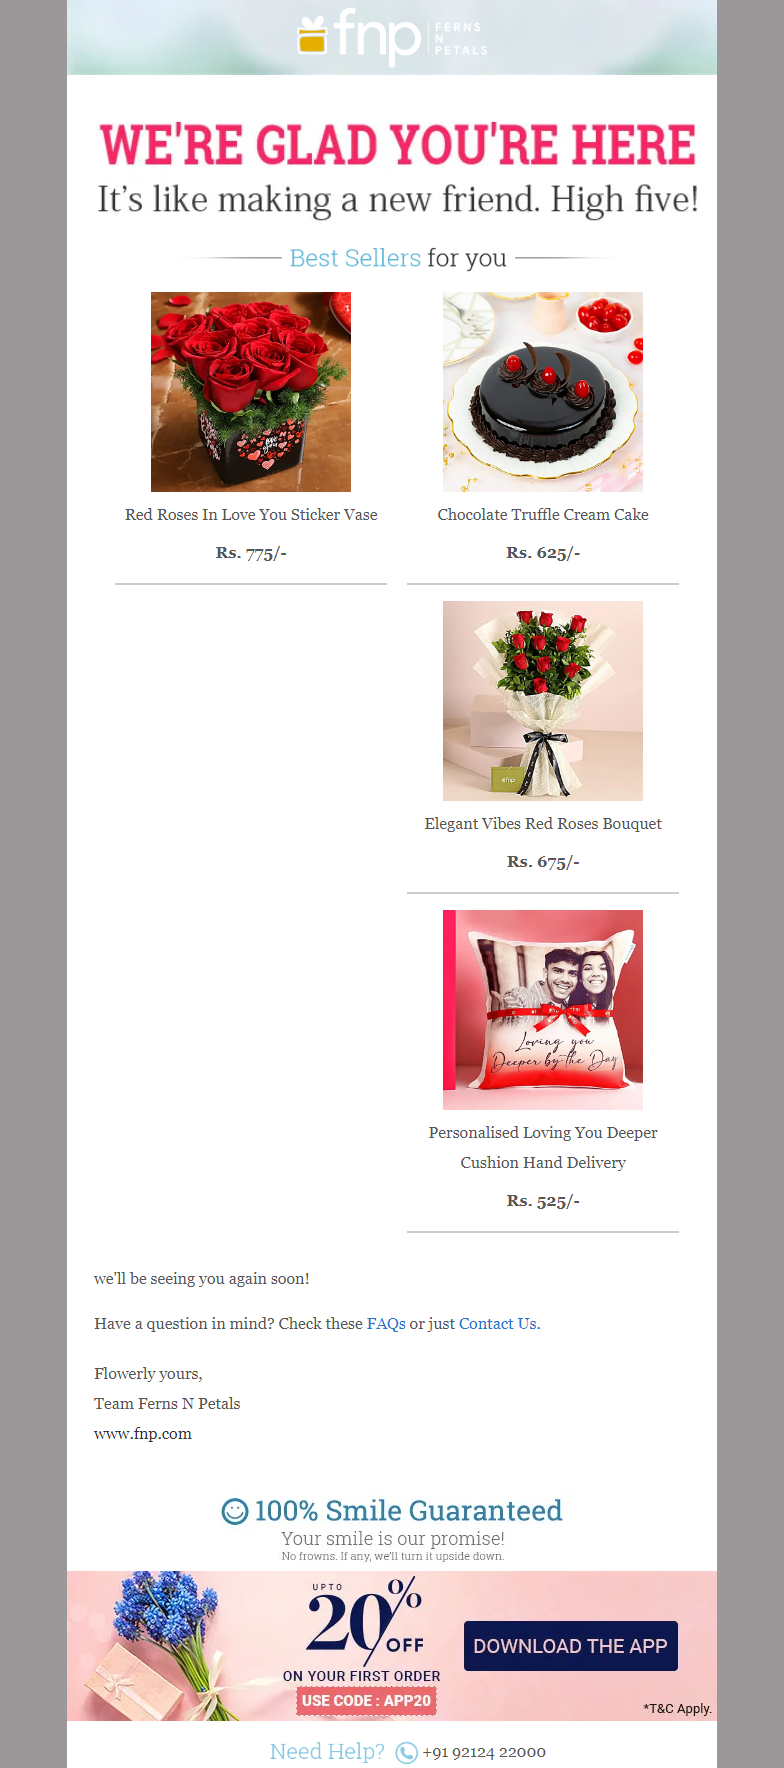 fnp
FERNS
N
PETALS
WE'RE GLAD YOU'RE HERE
It's like making a new friend. High five!
Best Sellers for you
Red Roses In Love You Sticker Vase
Rs. 775/-
Chocolate Truffle Cream Cake
Rs. 625/-
fnp
Elegant Vibes Red Roses Bouquet
Rs. 675/-
Loving you
Deeper by the Day
Personalised Loving You Deeper
Cushion Hand Delivery
Rs. 525/-
we'll be seeing you again soon!
Have a question in mind? Check these FAQs or just Contact Us.
Flowerly yours,
Team Ferns N Petals
www.fnp.com
100% Smile Guaranteed
Your smile is our promise!
No frowns. If any, we'll turn it upside down.
UPTO
20%
OFF
ON YOUR FIRST ORDER
USE CODE : APP20
DOWNLOAD THE APP
*T&C Apply.
Need Help? +91 92124 22000